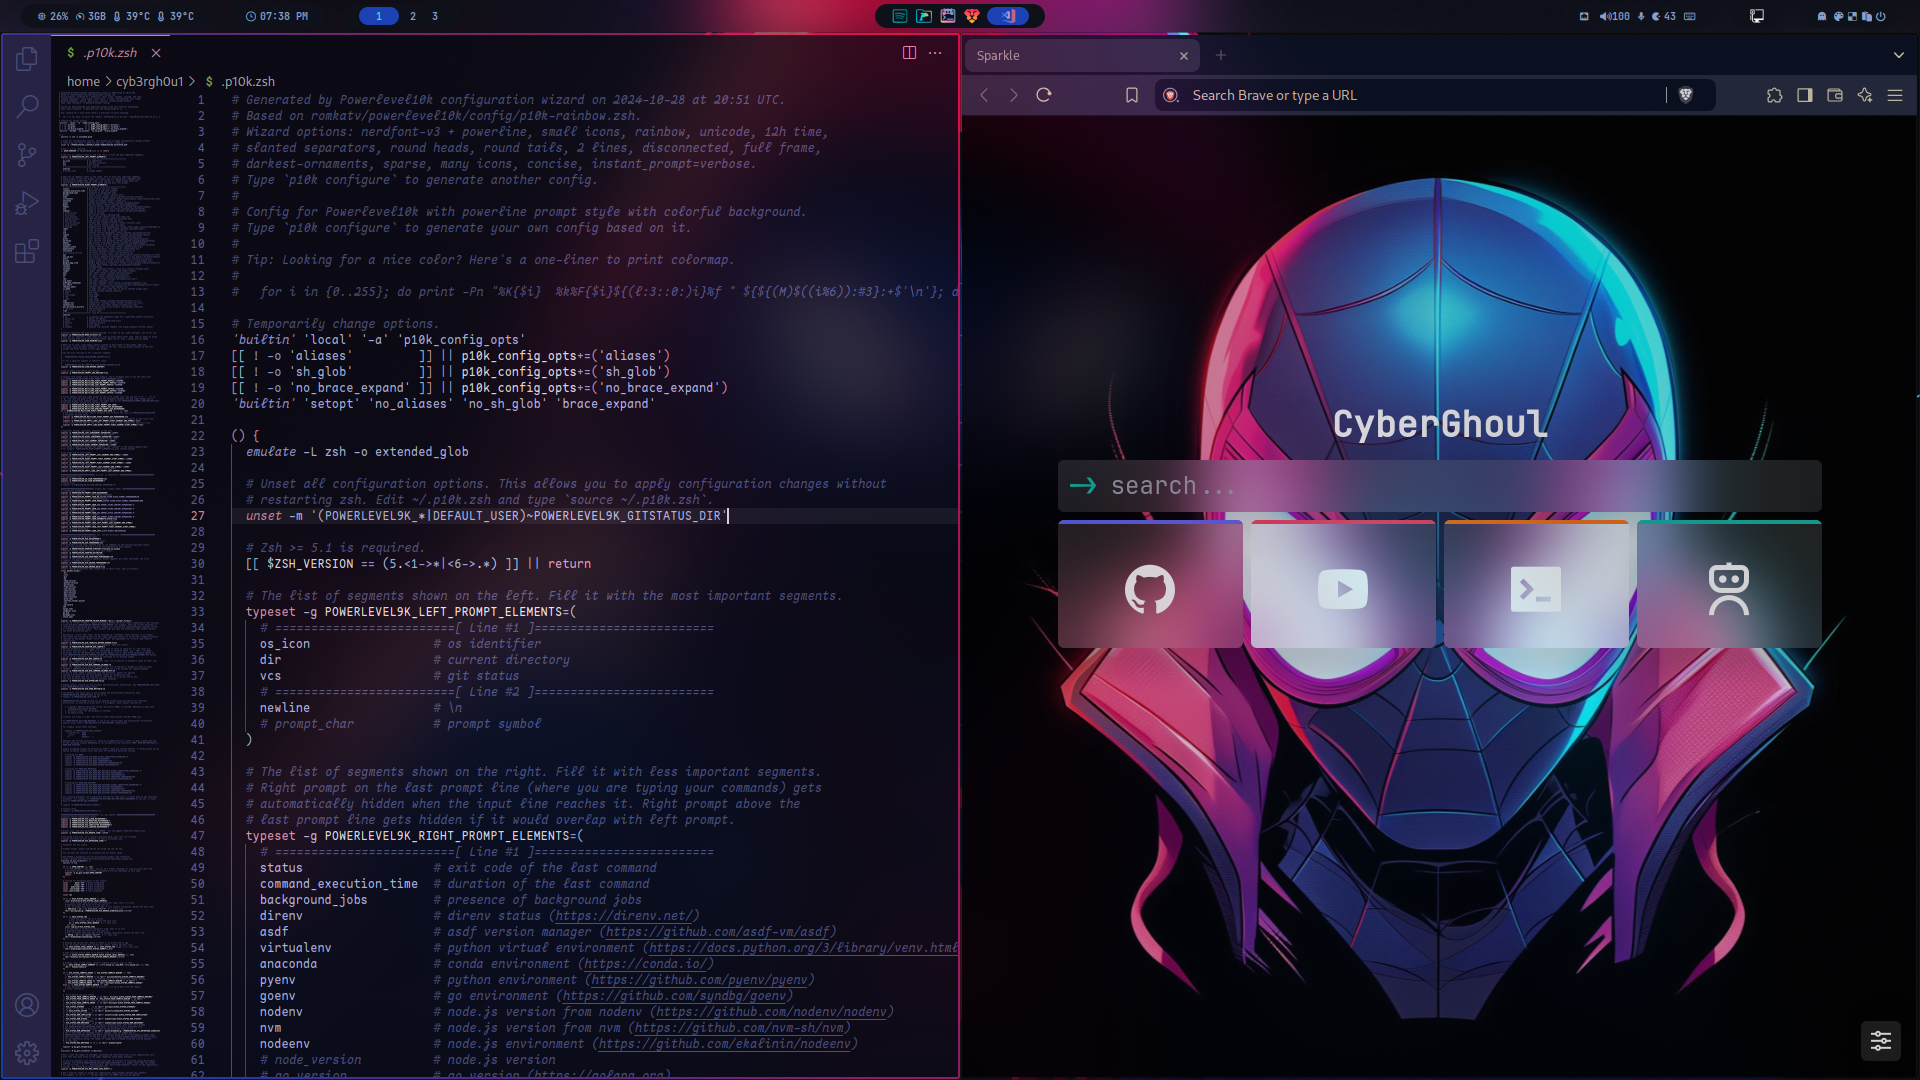 26% 3GB 39°C 39°C 07:38 PM 1 2 3 100 43
$ .p10k.zsh
home > cyb3rgh0u1 > $ .p10k.zsh
1 # Generated by Powerlevel10k configuration wizard on 2024-10-28 at 20:51 UTC.
2 # Based on romkatv/powerlevel10k/config/p10k-rainbow.zsh.
3 # Wizard options: nerdfont-v3 + powerline, small icons, rainbow, unicode, 12h time,
4 # slanted separators, round heads, round tails, 2 lines, disconnected, full frame,
5 # darkest-ornaments, sparse, many icons, concise, instant_prompt=verbose.
6 # Type `p10k configure` to generate another config.
7 #
8 # Config for Powerlevel10k with powerline prompt style with colorful background.
9 # Type `p10k configure` to generate your own config based on it.
10 #
11 # Tip: Looking for a nice color? Here's a one-liner to print colormap.
12 #
13 #   for i in {0..255}; do print -Pn "%K{$i}  %k%F{$i}${(l:3::0:)i}%f " ${${(M)$((i%6)):#3}:+$'\n'}; d
14
15 # Temporarily change options.
16 'builtin' 'local' '-a' 'p10k_config_opts'
17 [[ ! -o 'aliases'         ]] || p10k_config_opts+=('aliases')
18 [[ ! -o 'sh_glob'         ]] || p10k_config_opts+=('sh_glob')
19 [[ ! -o 'no_brace_expand' ]] || p10k_config_opts+=('no_brace_expand')
20 'builtin' 'setopt' 'no_aliases' 'no_sh_glob' 'brace_expand'
21
22 () {
23   emulate -L zsh -o extended_glob
24
25   # Unset all configuration options. This allows you to apply configuration changes without
26   # restarting zsh. Edit ~/.p10k.zsh and type `source ~/.p10k.zsh`.
27   unset -m '(POWERLEVEL9K_*|DEFAULT_USER)~POWERLEVEL9K_GITSTATUS_DIR'
28
29   # Zsh >= 5.1 is required.
30   [[ $ZSH_VERSION == (5.<1->*|<6->.*) ]] || return
31
32   # The list of segments shown on the left. Fill it with the most important segments.
33   typeset -g POWERLEVEL9K_LEFT_PROMPT_ELEMENTS=(
34     # =========================[ Line #1 ]=========================
35     os_icon                 # os identifier
36     dir                     # current directory
37     vcs                     # git status
38     # =========================[ Line #2 ]=========================
39     newline                 # \n
40     # prompt_char           # prompt symbol
41   )
42
43   # The list of segments shown on the right. Fill it with less important segments.
44   # Right prompt on the last prompt line (where you are typing your commands) gets
45   # automatically hidden when the input line reaches it. Right prompt above the
46   # last prompt line gets hidden if it would overlap with left prompt.
47   typeset -g POWERLEVEL9K_RIGHT_PROMPT_ELEMENTS=(
48     # =========================[ Line #1 ]=========================
49     status                  # exit code of the last command
50     command_execution_time  # duration of the last command
51     background_jobs         # presence of background jobs
52     direnv                  # direnv status (https://direnv.net/)
53     asdf                    # asdf version manager (https://github.com/asdf-vm/asdf)
54     virtualenv              # python virtual environment (https://docs.python.org/3/library/venv.html
55     anaconda                # conda environment (https://conda.io/)
56     pyenv                   # python environment (https://github.com/pyenv/pyenv)
57     goenv                   # go environment (https://github.com/syndbg/goenv)
58     nodenv                  # node.js version from nodenv (https://github.com/nodenv/nodenv)
59     nvm                     # node.js version from nvm (https://github.com/nvm-sh/nvm)
60     nodeenv                 # node.js environment (https://github.com/ekalinin/nodeenv)
61     # node_version          # node.js version
62     # go_version            # go version (https://golang.org)
Sparkle
Search Brave or type a URL
CyberGhoul
search...